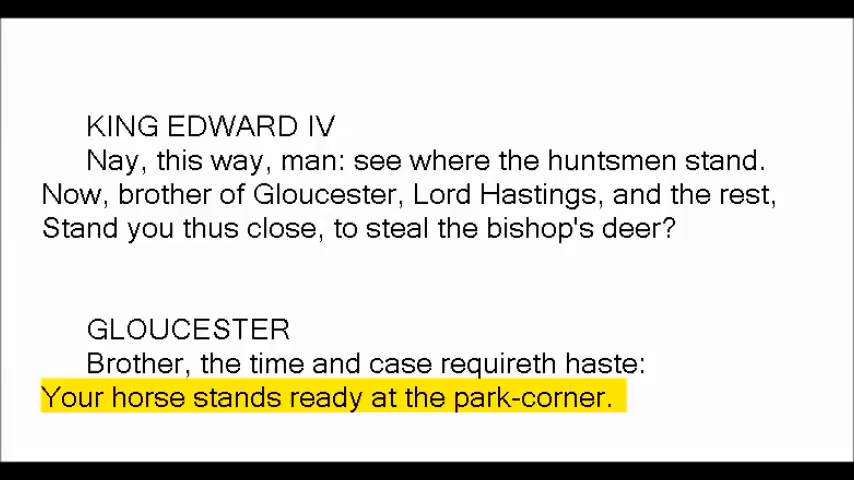 KING EDWARD IV
Nay, this way, man: see where the huntsmen stand.
Now, brother of Gloucester, Lord Hastings, and the rest,
Stand you thus close, to steal the bishop's deer?
GLOUCESTER
Brother, the time and case requireth haste:
Your horse stands ready at the park-corner.